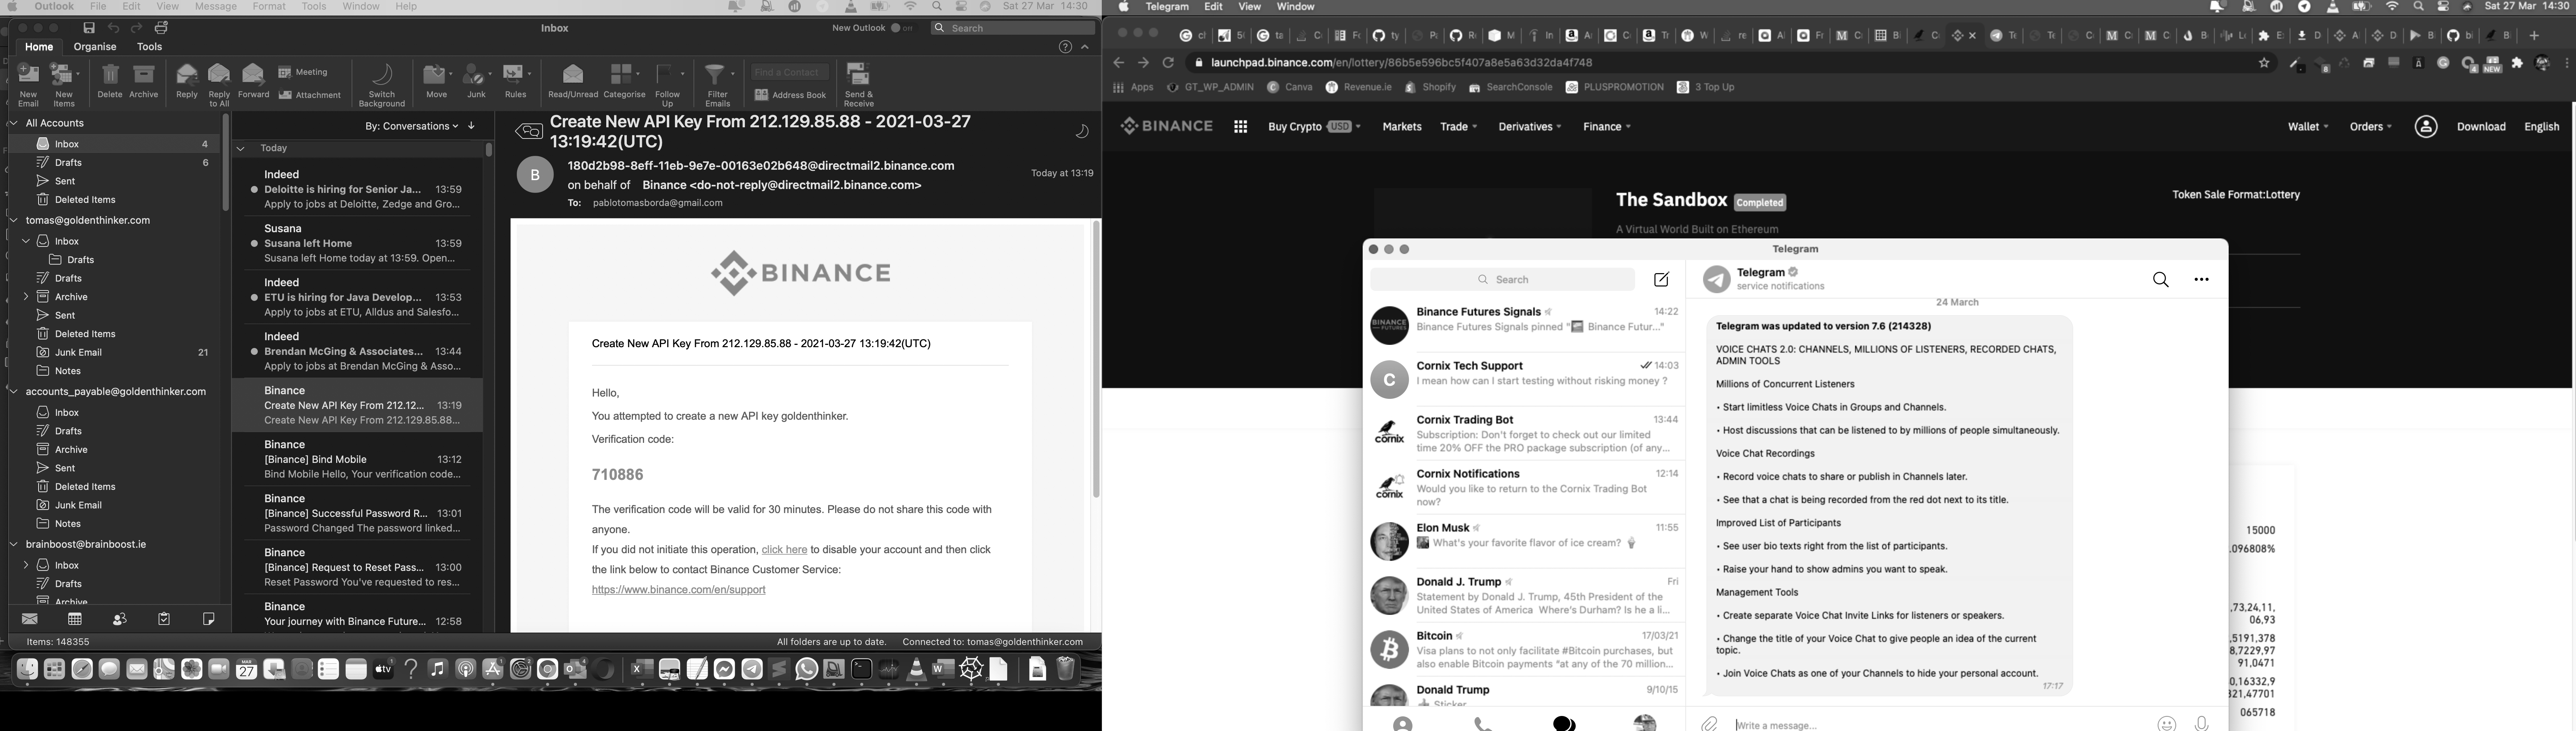 Outlook File Edit View Message Format Tools Window Help
Sat 27 Mar 14:30
Inbox
New Outlook
Search
Home Organise Tools
New Email
New Items
Delete
Archive
Reply
Reply to All
Forward
Meeting
Attachment
Switch Background
Move
Junk
Rules
Read/Unread
Categorise
Follow Up
Filter Emails
Find a Contact
Address Book
Send & Receive
All Accounts
Inbox 4
Drafts 6
Sent
Deleted Items
tomas@goldenthinker.com
Inbox
Drafts
Drafts
Archive
Sent
Deleted Items
Junk Email 21
Notes
accounts_payable@goldenthinker.com
Inbox
Drafts
Archive
Sent
Deleted Items
Junk Email
Notes
brainboost@brainboost.ie
Inbox
Drafts
Archive
Items: 148355
By: Conversations
Today
Indeed
Deloitte is hiring for Senior Ja... 13:59
Apply to jobs at Deloitte, Zedge and Gro...
Susana
Susana left Home 13:59
Susana left Home today at 13:59. Open...
Indeed
ETU is hiring for Java Develop... 13:53
Apply to jobs at ETU, Alldus and Salesfo...
Indeed
Brendan McGing & Associates... 13:44
Apply to jobs at Brendan McGing & Asso...
Binance
Create New API Key From 212.12... 13:19
Create New API Key From 212.129.85.88...
Binance
[Binance] Bind Mobile 13:12
Bind Mobile Hello, Your verification code...
Binance
[Binance] Successful Password R... 13:01
Password Changed The password linked...
Binance
[Binance] Request to Reset Pass... 13:00
Reset Password You've requested to res...
Binance
Your journey with Binance Future... 12:58
Create New API Key From 212.129.85.88 - 2021-03-27
13:19:42(UTC)
B
180d2b98-8eff-11eb-9e7e-00163e02b648@directmail2.binance.com
on behalf of Binance <do-not-reply@directmail2.binance.com>
Today at 13:19
To: pablotomasborda@gmail.com
BINANCE
Create New API Key From 212.129.85.88 - 2021-03-27 13:19:42(UTC)
Hello,
You attempted to create a new API key goldenthinker.
Verification code:
710886
The verification code will be valid for 30 minutes. Please do not share this code with
anyone.
If you did not initiate this operation, click here to disable your account and then click
the link below to contact Binance Customer Service:
https://www.binance.com/en/support
All folders are up to date. Connected to: tomas@goldenthinker.com
Telegram Edit View Window
Sat 27 Mar 14:30
launchpad.binance.com/en/lottery/86b5e596bc5f407a8e5a63d32da4f748
Apps GT_WP_ADMIN Canva Revenue.ie Shopify SearchConsole PLUSPROMOTION 3 Top Up
BINANCE
Buy Crypto USD Markets Trade Derivatives Finance
Wallet Orders Download English
The Sandbox Completed
Token Sale Format:Lottery
A Virtual World Built on Ethereum
Telegram
Search
Binance Futures Signals 14:22
Binance Futures Signals pinned " Binance Futur..."
Cornix Tech Support 14:03
I mean how can I start testing without risking money ?
Cornix Trading Bot 13:44
Subscription: Don't forget to check out our limited
time 20% OFF the PRO package subscription (of any...
Cornix Notifications 12:14
Would you like to return to the Cornix Trading Bot
now?
Elon Musk 11:55
What's your favorite flavor of ice cream?
Donald J. Trump Fri
Statement by Donald J. Trump, 45th President of the
United States of America Where's Durham? Is he a li...
Bitcoin 17/03/21
Visa plans to not only facilitate #Bitcoin purchases, but
also enable Bitcoin payments *at any of the 70 million...
Donald Trump 9/10/15
Sticker
Telegram
service notifications
24 March
Telegram was updated to version 7.6 (214328)
VOICE CHATS 2.0: CHANNELS, MILLIONS OF LISTENERS, RECORDED CHATS,
ADMIN TOOLS
Millions of Concurrent Listeners
• Start limitless Voice Chats in Groups and Channels.
• Host discussions that can be listened to by millions of people simultaneously.
Voice Chat Recordings
• Record voice chats to share or publish in Channels later.
• See that a chat is being recorded from the red dot next to its title.
Improved List of Participants
• See user bio texts right from the list of participants.
• Raise your hand to show admins you want to speak.
Management Tools
• Create separate Voice Chat Invite Links for listeners or speakers.
• Change the title of your Voice Chat to give people an idea of the current
topic.
• Join Voice Chats as one of your Channels to hide your personal account.
17:17
Write a message...
15000
.096808%
,73,24,11,
06,93
,5191,378
8,7229,97
91,0471
0,16332,9
321,47701
065718